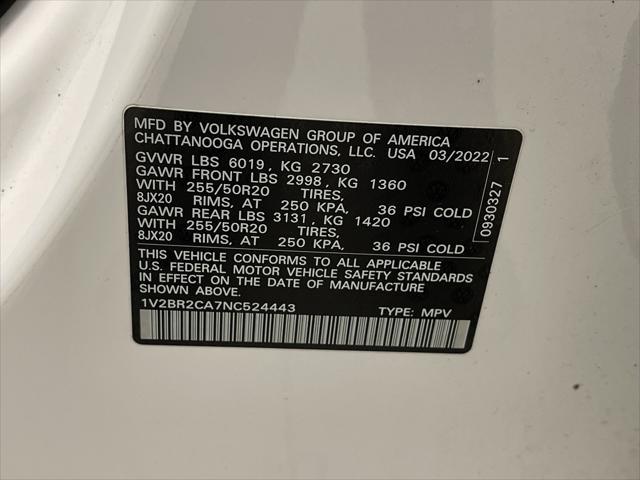 MFD BY VOLKSWAGEN GROUP OF AMERICA
CHATTANOOGA OPERATIONS, LLC. USA 03/2022
GVWR LBS 6019, KG 2730
GAWR FRONT LBS 2998, KG 1360
WITH 255/50R20 TIRES,
8JX20 RIMS, AT 250 KPA, 36 PSI COLD
GAWR REAR LBS 3131, KG 1420
WITH 255/50R20 TIRES,
8JX20 RIMS, AT 250 KPA, 36 PSI COLD
THIS VEHICLE CONFORMS TO ALL APPLICABLE
U.S. FEDERAL MOTOR VEHICLE SAFETY STANDARDS
IN EFFECT ON THE DATE OF MANUFACTURE
SHOWN ABOVE
1V2BR2CA7NC524443 TYPE: MPV
0930327 1